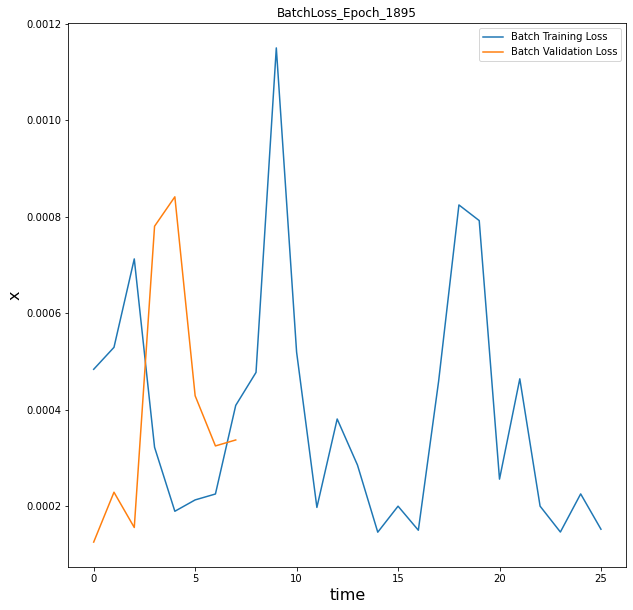 BatchLoss_Epoch_1895
Batch Training Loss
Batch Validation Loss
0.0012
0.0010
0.0008
0.0006
0.0004
0.0002
x
0 5 10 15 20 25
time